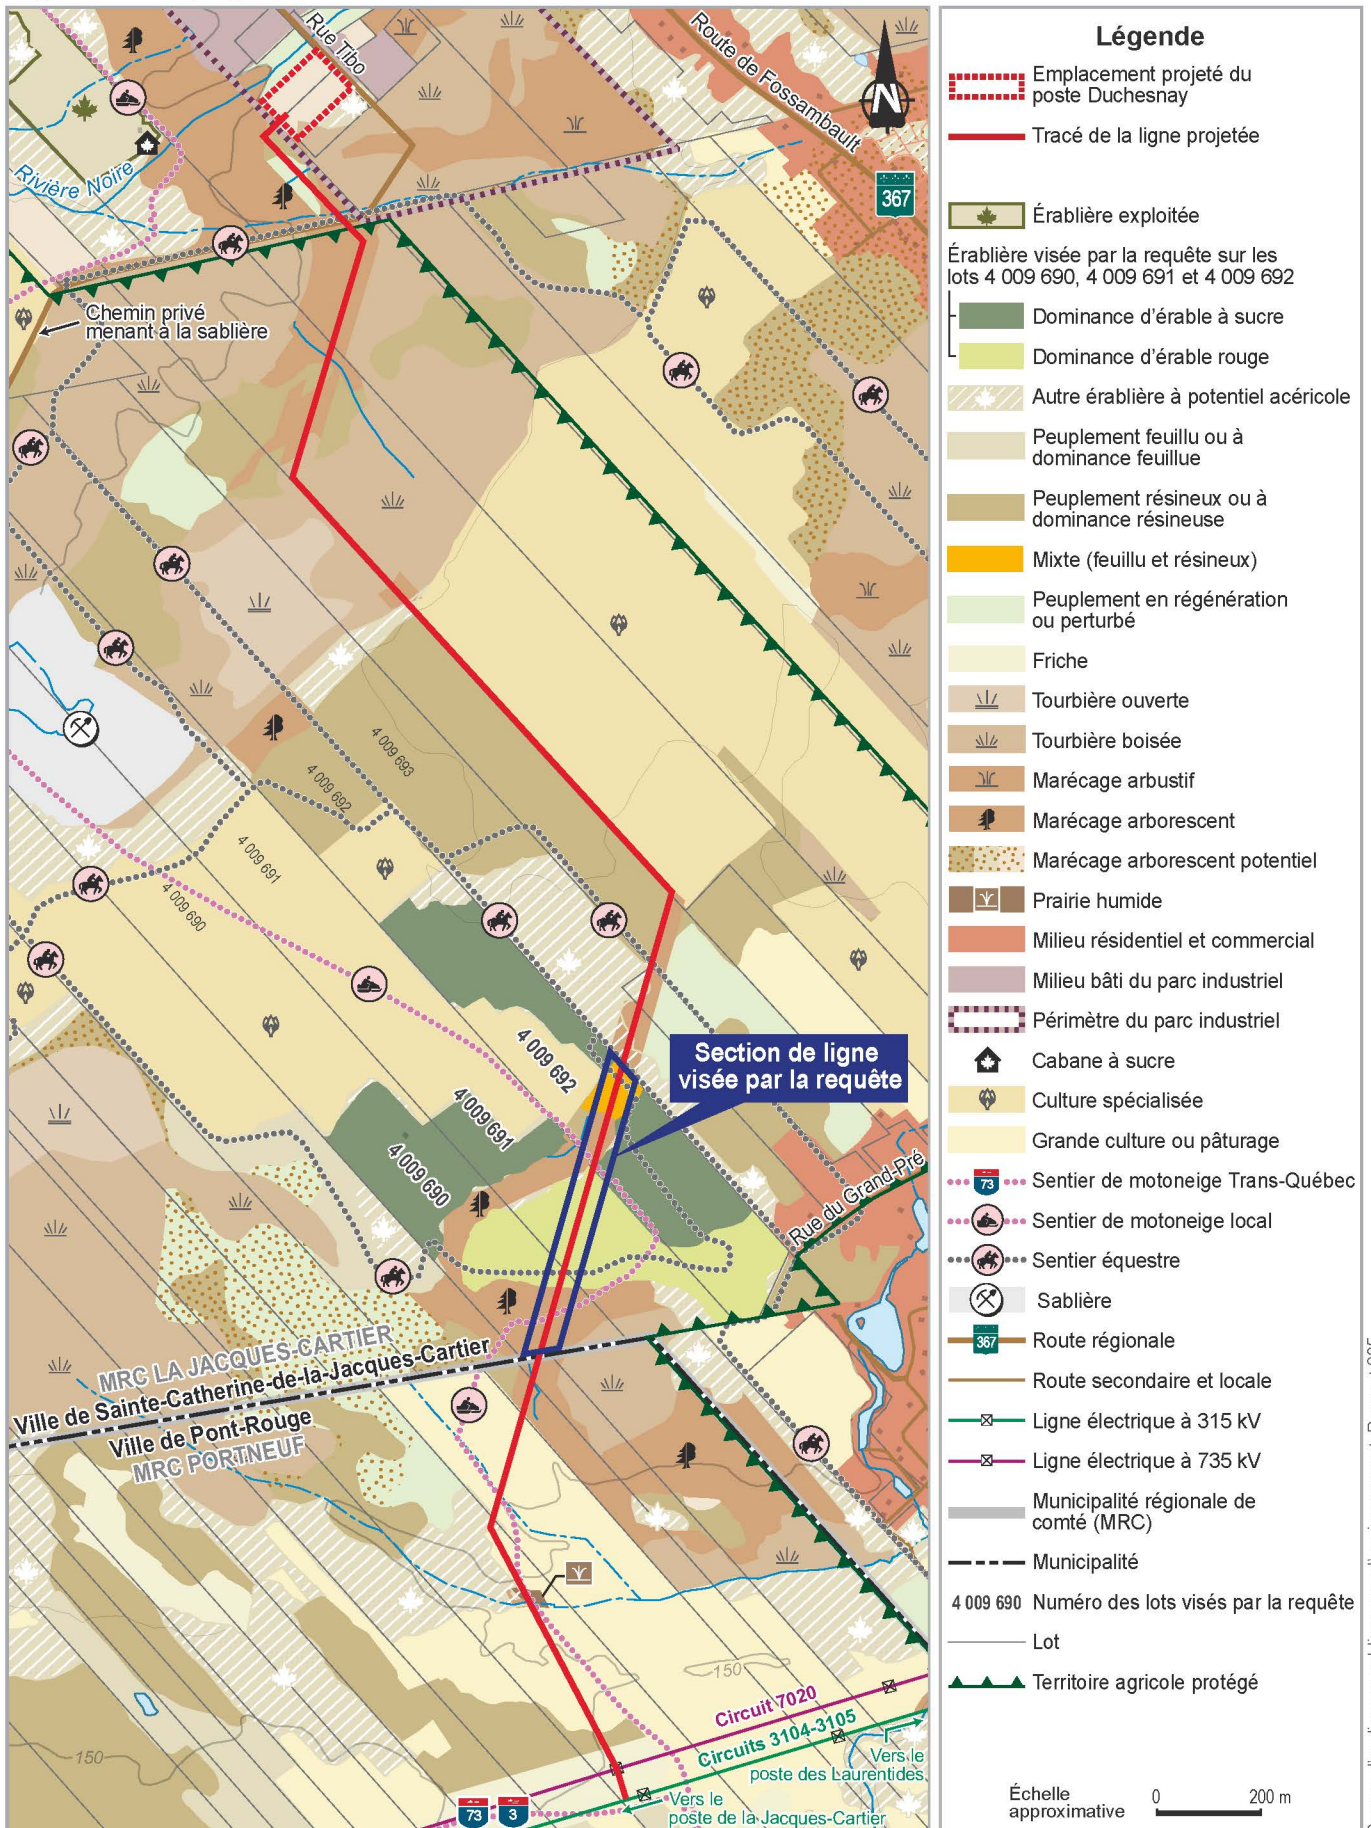 Rue Tibo
Route de Fossambault
N
367
Rivière Noire
Chemin privé
menant à la sablière
4 009 693
4 009 692
4 009 691
4 009 690
4 009 692
4 009 691
4 009 690
Section de ligne
visée par la requête
Rue du Grand-Pré
MRC LA JACQUES-CARTIER
Ville de Sainte-Catherine-de-la-Jacques-Cartier
Ville de Pont-Rouge
MRC PORTNEUF
150
150
Circuit 7020
Circuits 3104-3105
Vers le
poste des Laurentides
Vers le
poste de la Jacques-Cartier
73
3
Légende
Emplacement projeté du
poste Duchesnay
Tracé de la ligne projetée
Érablière exploitée
Érablière visée par la requête sur les
lots 4 009 690, 4 009 691 et 4 009 692
Dominance d'érable à sucre
Dominance d'érable rouge
Autre érablière à potentiel acéricole
Peuplement feuillu ou à
dominance feuillue
Peuplement résineux ou à
dominance résineuse
Mixte (feuillu et résineux)
Peuplement en régénération
ou perturbé
Friche
Tourbière ouverte
Tourbière boisée
Marécage arbustif
Marécage arborescent
Marécage arborescent potentiel
Prairie humide
Milieu résidentiel et commercial
Milieu bâti du parc industriel
Périmètre du parc industriel
Cabane à sucre
Culture spécialisée
Grande culture ou pâturage
73 Sentier de motoneige Trans-Québec
Sentier de motoneige local
Sentier équestre
Sablière
367 Route régionale
Route secondaire et locale
Ligne électrique à 315 kV
Ligne électrique à 735 kV
Municipalité régionale de
comté (MRC)
Municipalité
4 009 690 Numéro des lots visés par la requête
Lot
Territoire agricole protégé
Échelle
approximative
0 200 m